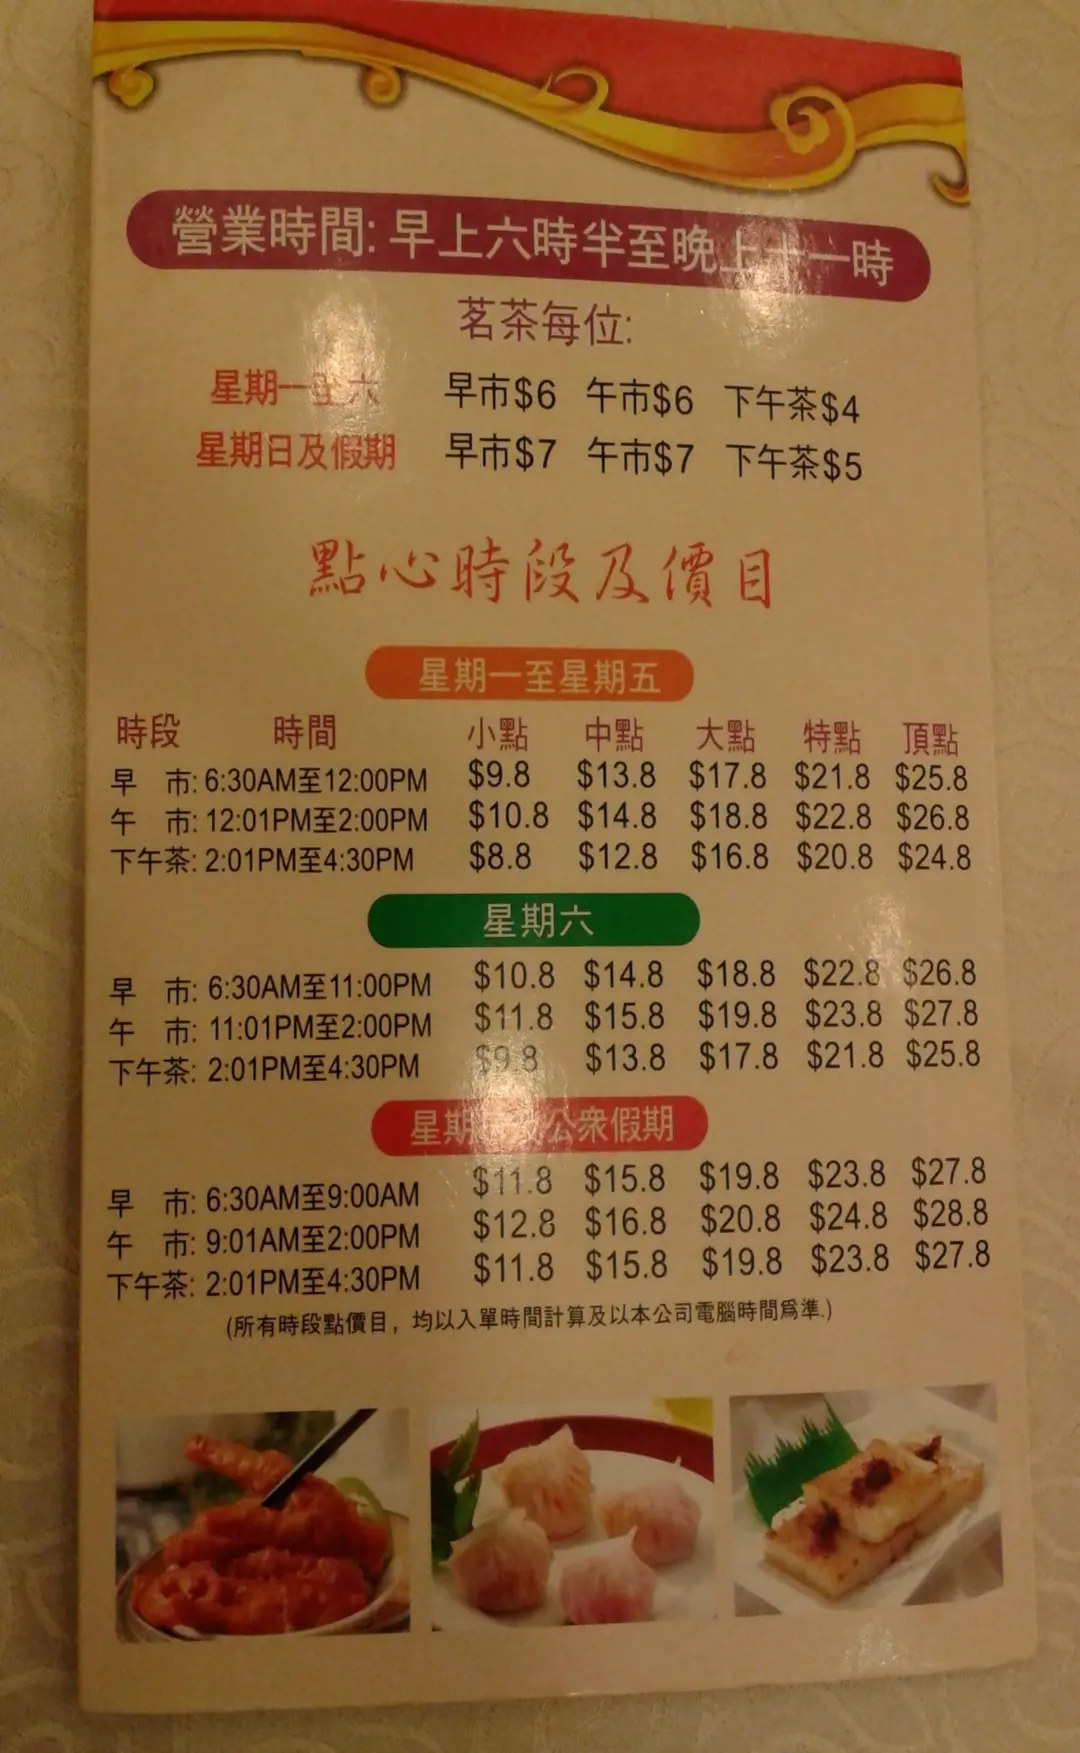 營業時間: 早上六時半至晚上十一時
茗茶每位:
星期一至六 早市$6 午市$6 下午茶$4
星期日及假期 早市$7 午市$7 下午茶$5
點心時段及價目
星期一至星期五
時段 時間 小點 中點 大點 特點 頂點
早 市: 6:30AM至12:00PM $9.8 $13.8 $17.8 $21.8 $25.8
午 市: 12:01PM至2:00PM $10.8 $14.8 $18.8 $22.8 $26.8
下午茶: 2:01PM至4:30PM $8.8 $12.8 $16.8 $20.8 $24.8
星期六
早 市: 6:30AM至11:00PM $10.8 $14.8 $18.8 $22.8 $26.8
午 市: 11:01PM至2:00PM $11.8 $15.8 $19.8 $23.8 $27.8
下午茶: 2:01PM至4:30PM $9.8 $13.8 $17.8 $21.8 $25.8
星期 公衆假期
早 市: 6:30AM至9:00AM $11.8 $15.8 $19.8 $23.8 $27.8
午 市: 9:01AM至2:00PM $12.8 $16.8 $20.8 $24.8 $28.8
下午茶: 2:01PM至4:30PM $11.8 $15.8 $19.8 $23.8 $27.8
(所有時段點價目，均以入單時間計算及以本公司電腦時間爲準.)